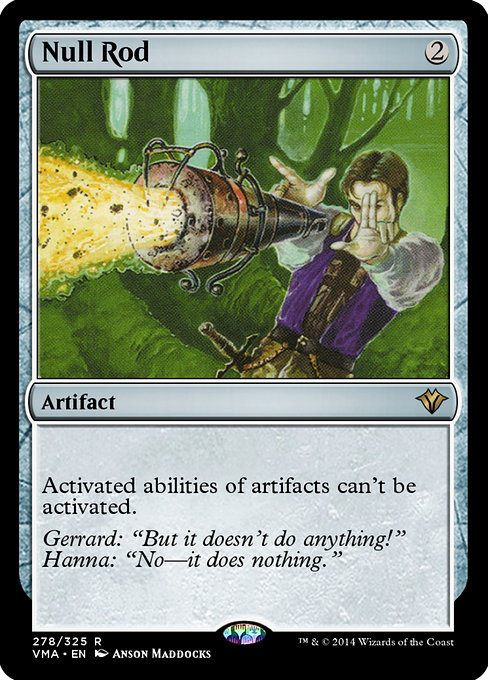 Null Rod 2
Artifact
Activated abilities of artifacts can't be
activated.
Gerrard: “But it doesn’t do anything!”
Hanna: “No—it does nothing.”
278/325 R
VMA • EN Anson Maddocks
™ & © 2014 Wizards of the Coast